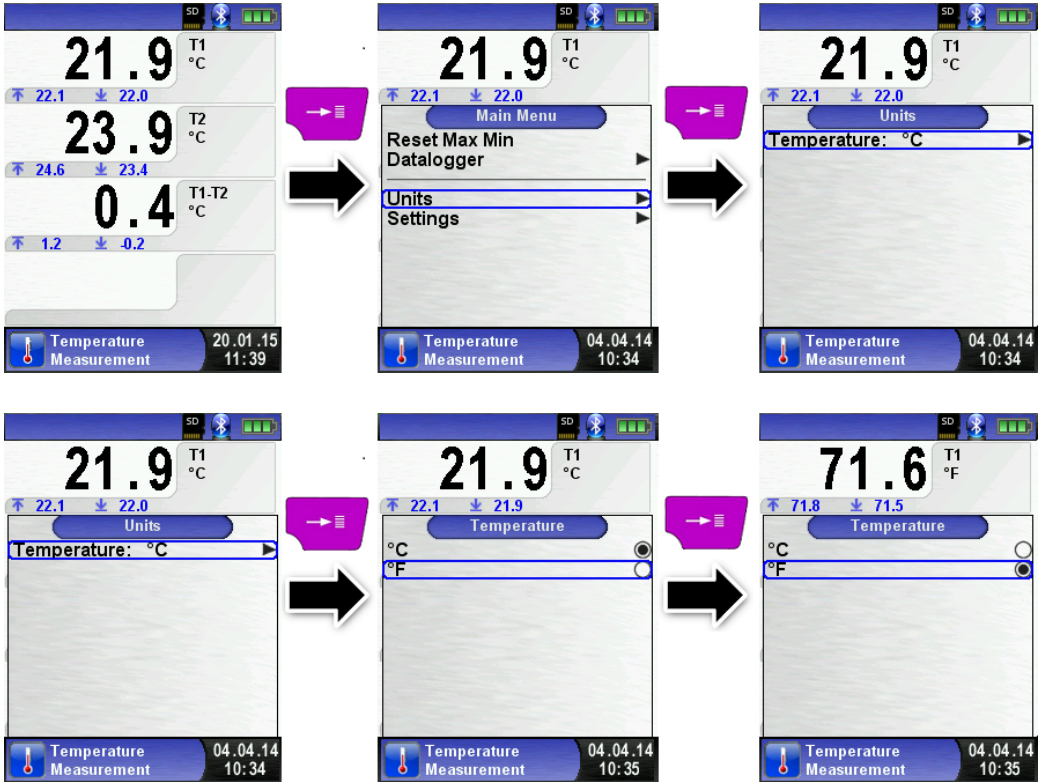 SD
21.9 T1 °C
22.1 22.0
23.9 T2 °C
24.6 23.4
0.4 T1-T2 °C
1.2 -0.2
Temperature 20.01.15
Measurement 11:39
SD
21.9 T1 °C
22.1 22.0
Main Menu
Reset Max Min
Datalogger
Units
Settings
Temperature 04.04.14
Measurement 10:34
SD
21.9 T1 °C
22.1 22.0
Units
Temperature: °C
Temperature 04.04.14
Measurement 10:34
SD
21.9 T1 °C
22.1 22.0
Units
Temperature: °C
Temperature 04.04.14
Measurement 10:34
SD
21.9 T1 °C
22.1 21.9
Temperature
°C
°F
Temperature 04.04.14
Measurement 10:35
SD
71.6 T1 °F
71.8 71.5
Temperature
°C
°F
Temperature 04.04.14
Measurement 10:35